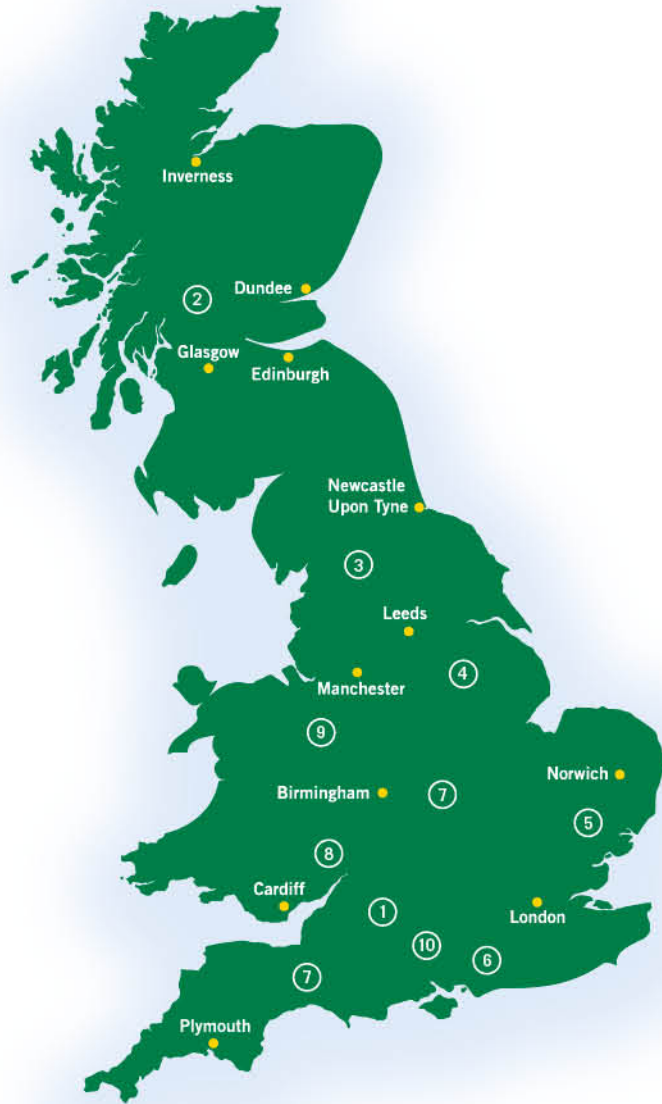 Inverness
Dundee
2
Glasgow
Edinburgh
Newcastle
Upon Tyne
3
Leeds
4
Manchester
9
Norwich
Birmingham
7
5
8
Cardiff
London
1
10
6
7
Plymouth